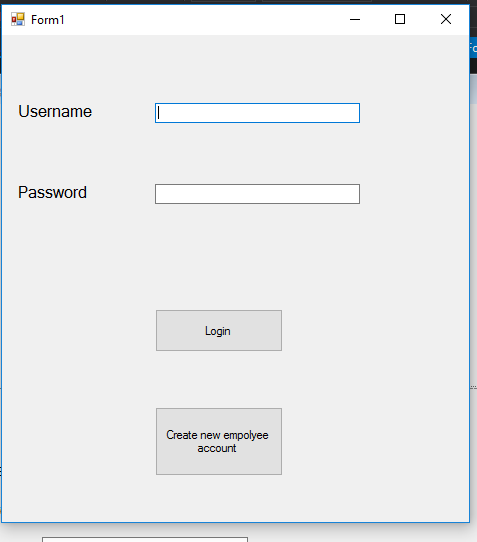 Form1
Username
Password
Login
Create new empolyee
account